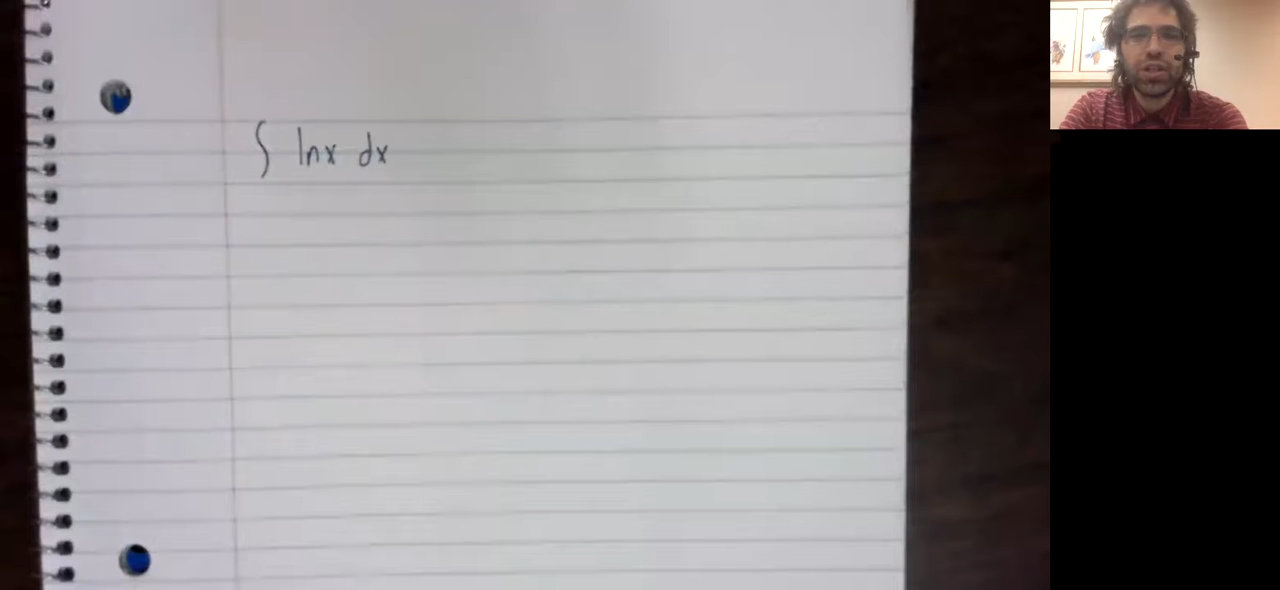 ∫ lnx dx